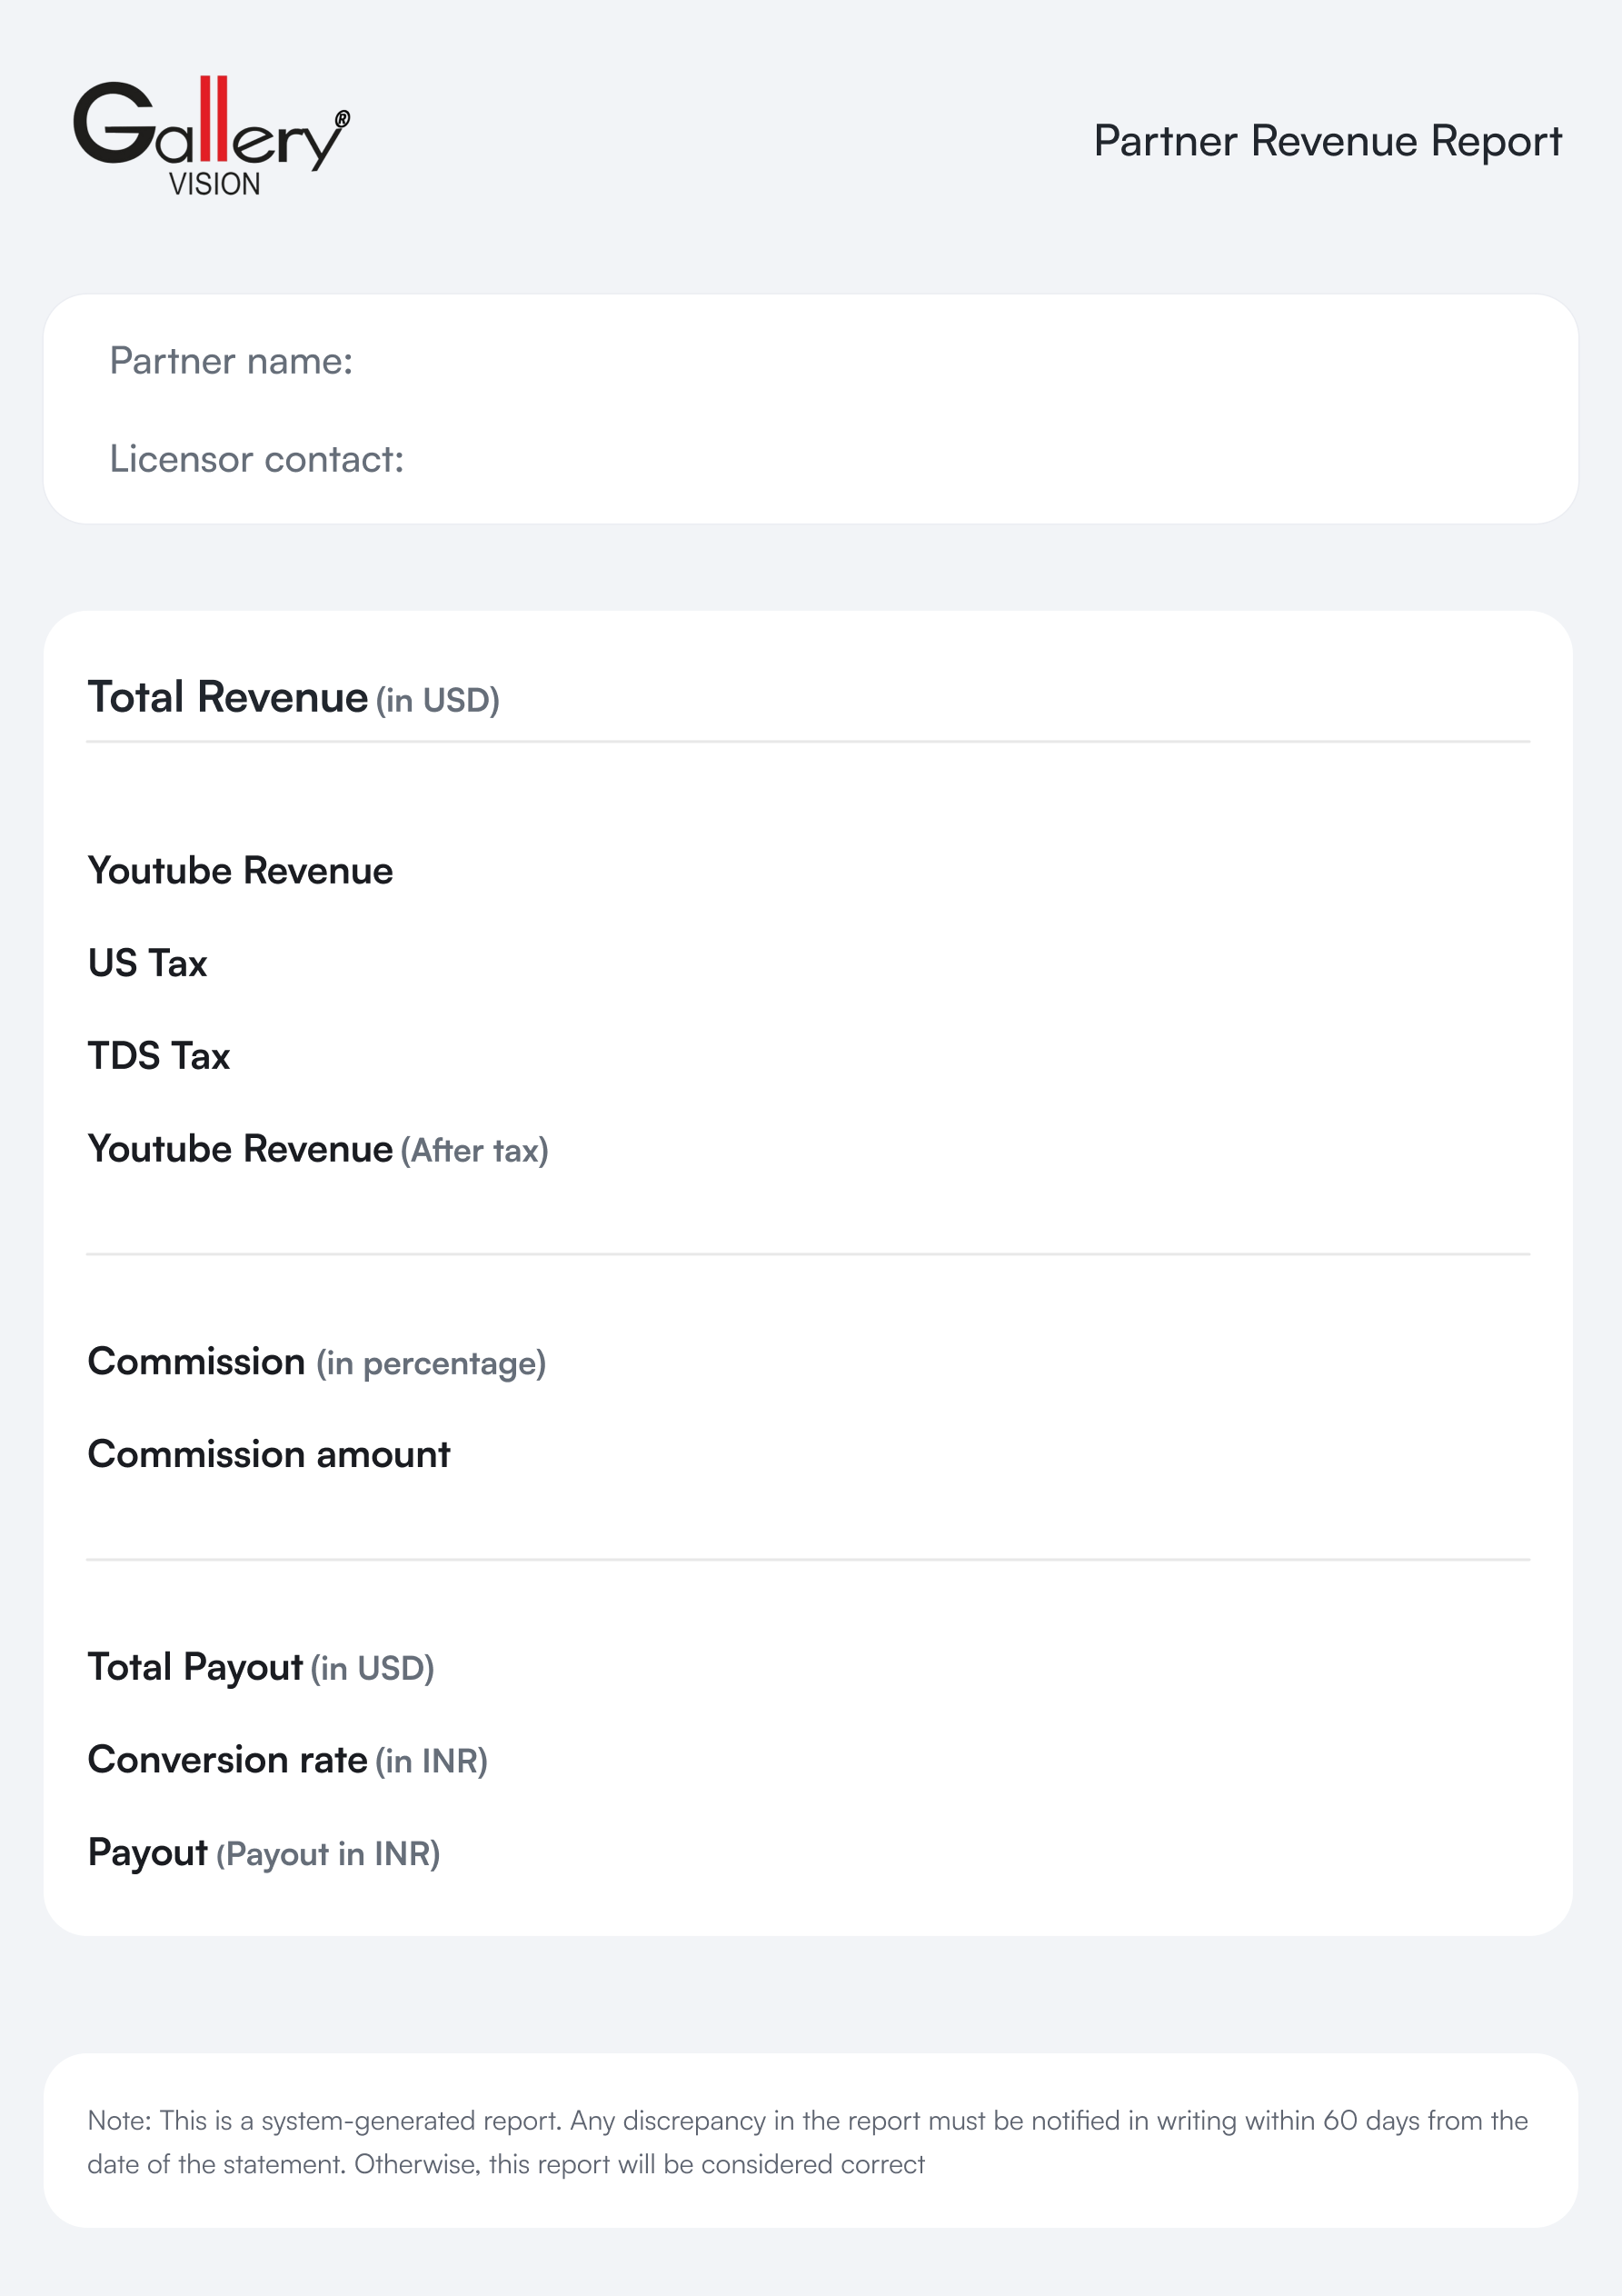 Gallery®
VISION
Partner Revenue Report
Partner name:
Licensor contact:
Total Revenue (in USD)
Youtube Revenue
US Tax
TDS Tax
Youtube Revenue (After tax)
Commission (in percentage)
Commission amount
Total Payout (in USD)
Conversion rate (in INR)
Payout (Payout in INR)
Note: This is a system-generated report. Any discrepancy in the report must be notified in writing within 60 days from the
date of the statement. Otherwise, this report will be considered correct